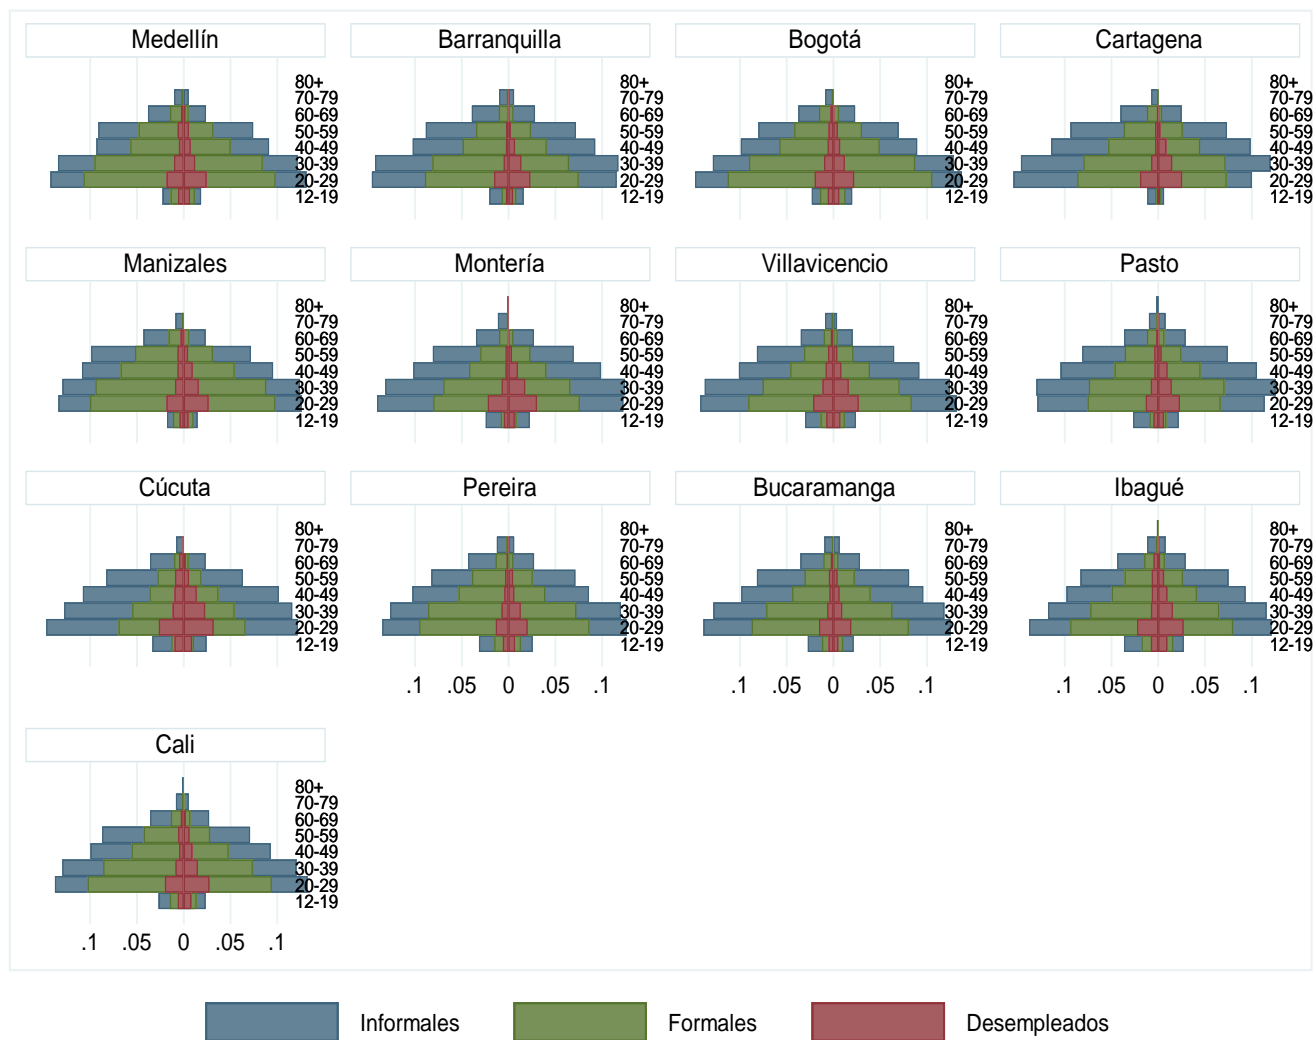 Medellín Barranquilla Bogotá Cartagena
80+ 80+ 80+ 80+
70-79 70-79 70-79 70-79
60-69 60-69 60-69 60-69
50-59 50-59 50-59 50-59
40-49 40-49 40-49 40-49
30-39 30-39 30-39 30-39
20-29 20-29 20-29 20-29
12-19 12-19 12-19 12-19
Manizales Montería Villavicencio Pasto
80+ 80+ 80+ 80+
70-79 70-79 70-79 70-79
60-69 60-69 60-69 60-69
50-59 50-59 50-59 50-59
40-49 40-49 40-49 40-49
30-39 30-39 30-39 30-39
20-29 20-29 20-29 20-29
12-19 12-19 12-19 12-19
Cúcuta Pereira Bucaramanga Ibagué
80+ 80+ 80+ 80+
70-79 70-79 70-79 70-79
60-69 60-69 60-69 60-69
50-59 50-59 50-59 50-59
40-49 40-49 40-49 40-49
30-39 30-39 30-39 30-39
20-29 20-29 20-29 20-29
12-19 12-19 12-19 12-19
.1 .05 0 .05 .1 .1 .05 0 .05 .1 .1 .05 0 .05 .1
Cali
80+
70-79
60-69
50-59
40-49
30-39
20-29
12-19
.1 .05 0 .05 .1
Informales Formales Desempleados